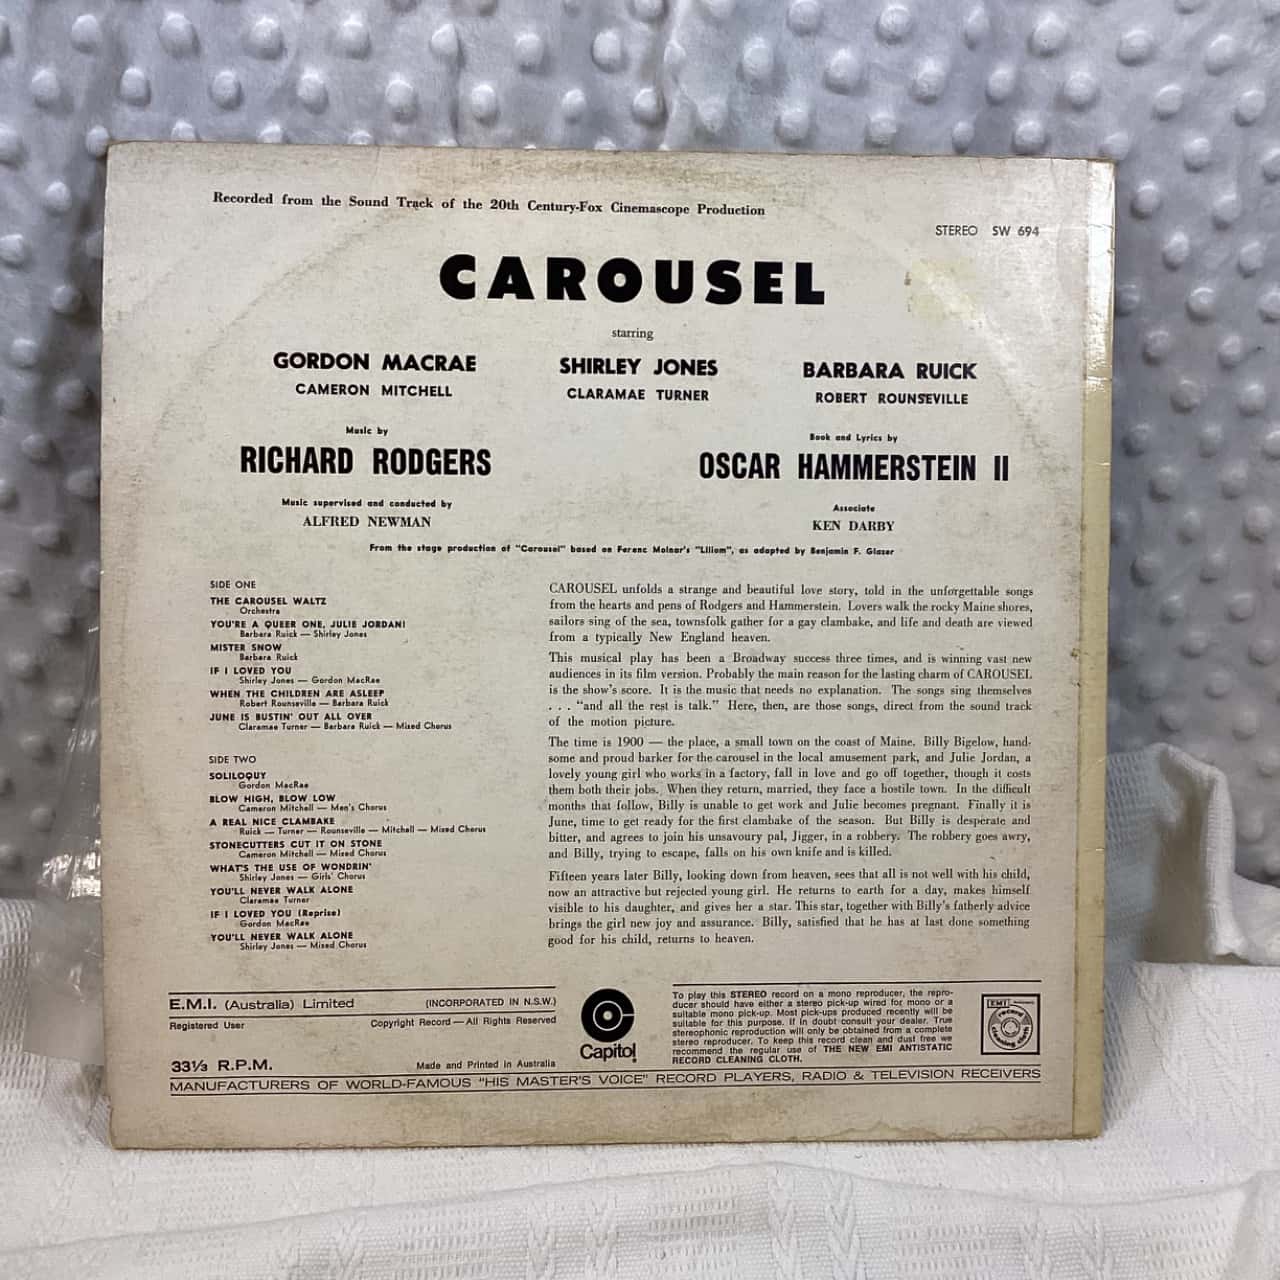 Recorded from the Sound Track of the 20th Century-Fox Cinemascope Production
STEREO SW 694
CAROUSEL
starring
GORDON MACRAE SHIRLEY JONES BARBARA RUICK
CAMERON MITCHELL CLARAMAE TURNER ROBERT ROUNSEVILLE
Music by Book and Lyrics by
RICHARD RODGERS OSCAR HAMMERSTEIN II
Music supervised and conducted by Associate
ALFRED NEWMAN KEN DARBY
From the stage production of "Carousel" based on Ferenc Molnar's "Liliom", as adapted by Benjamin F. Glazer
SIDE ONE
THE CAROUSEL WALTZ
Orchestra
YOU'RE A QUEER ONE, JULIE JORDAN!
Barbara Ruick — Shirley Jones
MISTER SNOW
Barbara Ruick
IF I LOVED YOU
Shirley Jones — Gordon MacRae
WHEN THE CHILDREN ARE ASLEEP
Robert Rounseville — Barbara Ruick
JUNE IS BUSTIN' OUT ALL OVER
Claramae Turner — Barbara Ruick — Mixed Chorus
SIDE TWO
SOLILOQUY
Gordon MacRae
BLOW HIGH, BLOW LOW
Cameron Mitchell — Men's Chorus
A REAL NICE CLAMBAKE
Ruick — Turner — Rounseville — Mitchell — Mixed Chorus
STONECUTTERS CUT IT ON STONE
Cameron Mitchell — Mixed Chorus
WHAT'S THE USE OF WONDRIN'
Shirley Jones — Girls' Chorus
YOU'LL NEVER WALK ALONE
Claramae Turner
IF I LOVED YOU (Reprise)
Gordon MacRae
YOU'LL NEVER WALK ALONE
Shirley Jones — Mixed Chorus
CAROUSEL unfolds a strange and beautiful love story, told in the unforgettable songs
from the hearts and pens of Rodgers and Hammerstein. Lovers walk the rocky Maine shores,
sailors sing of the sea, townsfolk gather for a gay clambake, and life and death are viewed
from a typically New England heaven.
This musical play has been a Broadway success three times, and is winning vast new
audiences in its film version. Probably the main reason for the lasting charm of CAROUSEL
is the show's score. It is the music that needs no explanation. The songs sing themselves
. . . "and all the rest is talk." Here, then, are those songs, direct from the sound track
of the motion picture.
The time is 1900 — the place, a small town on the coast of Maine. Billy Bigelow, hand-
some and proud barker for the carousel in the local amusement park, and Julie Jordan, a
lovely young girl who works in a factory, fall in love and go off together, though it costs
them both their jobs. When they return, married, they face a hostile town. In the difficult
months that follow, Billy is unable to get work and Julie becomes pregnant. Finally it is
June, time to get ready for the first clambake of the season. But Billy is desperate and
bitter, and agrees to join his unsavoury pal, Jigger, in a robbery. The robbery goes awry,
and Billy, trying to escape, falls on his own knife and is killed.
Fifteen years later Billy, looking down from heaven, sees that all is not well with his child,
now an attractive but rejected young girl. He returns to earth for a day, makes himself
visible to his daughter, and gives her a star. This star, together with Billy's fatherly advice
brings the girl new joy and assurance. Billy, satisfied that he has at last done something
good for his child, returns to heaven.
E.M.I. (Australia) Limited (INCORPORATED IN N.S.W.)
Registered User Copyright Record — All Rights Reserved
33⅓ R.P.M. Made and Printed in Australia
Capitol
To play this STEREO record on a mono reproducer, the repro-
ducer should have either a stereo pick-up wired for mono or a
suitable mono pick-up. Most pick-ups produced recently will be
suitable for this purpose. If in doubt consult your dealer. True
stereophonic reproduction will only be obtained from a complete
stereo reproducer. To keep this record clean and dust free we
recommend the regular use of THE NEW EMI ANTISTATIC
RECORD CLEANING CLOTH.
EMI
record
cleaning cloth
MANUFACTURERS OF WORLD-FAMOUS "HIS MASTER'S VOICE" RECORD PLAYERS, RADIO & TELEVISION RECEIVERS